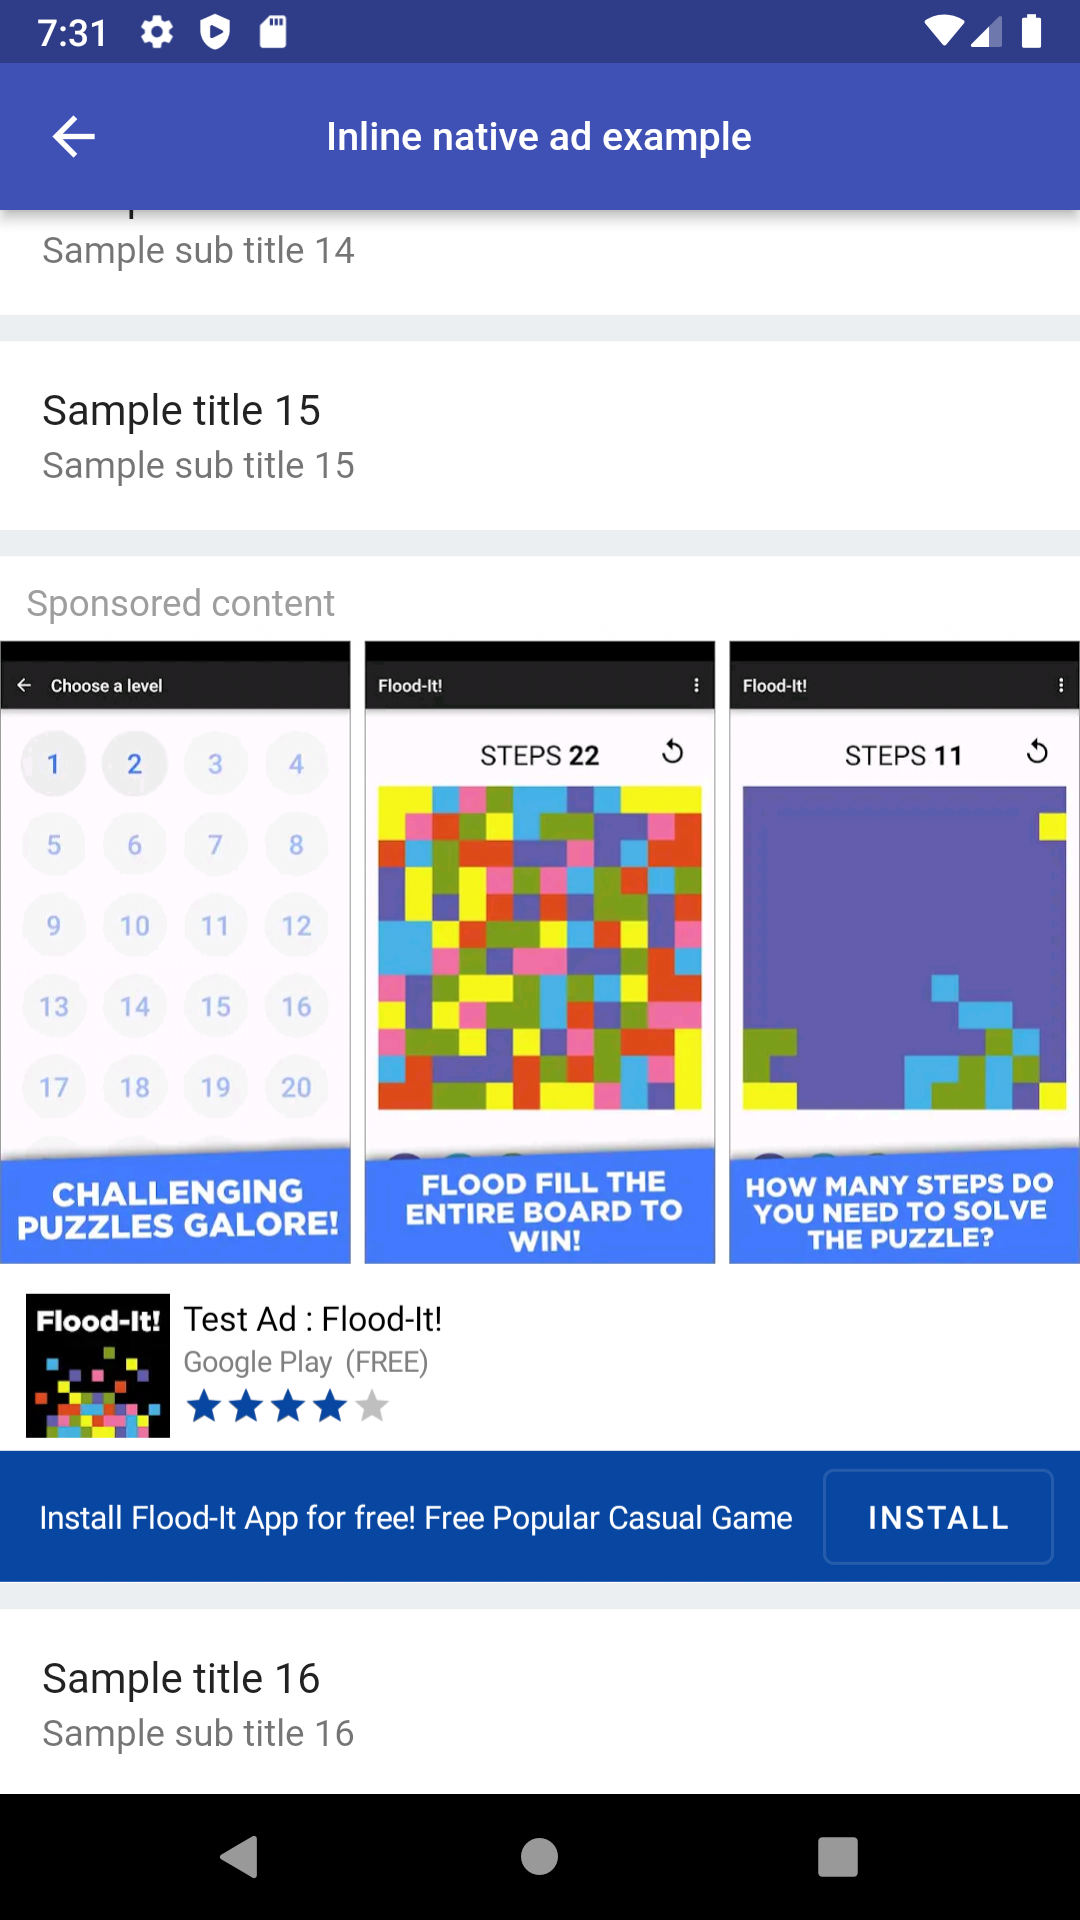 7:31
Inline native ad example
Sample sub title 14
Sample title 15
Sample sub title 15
Sponsored content
Choose a level
1 2 3 4
5 6 7 8
9 10 11 12
13 14 15 16
17 18 19 20
CHALLENGING
PUZZLES GALORE!
Flood-It!
STEPS 22
FLOOD FILL THE
ENTIRE BOARD TO
WIN!
Flood-It!
STEPS 11
HOW MANY STEPS DO
YOU NEED TO SOLVE
THE PUZZLE?
Flood-It!
Test Ad : Flood-It!
Google Play (FREE)
Install Flood-It App for free! Free Popular Casual Game
INSTALL
Sample title 16
Sample sub title 16